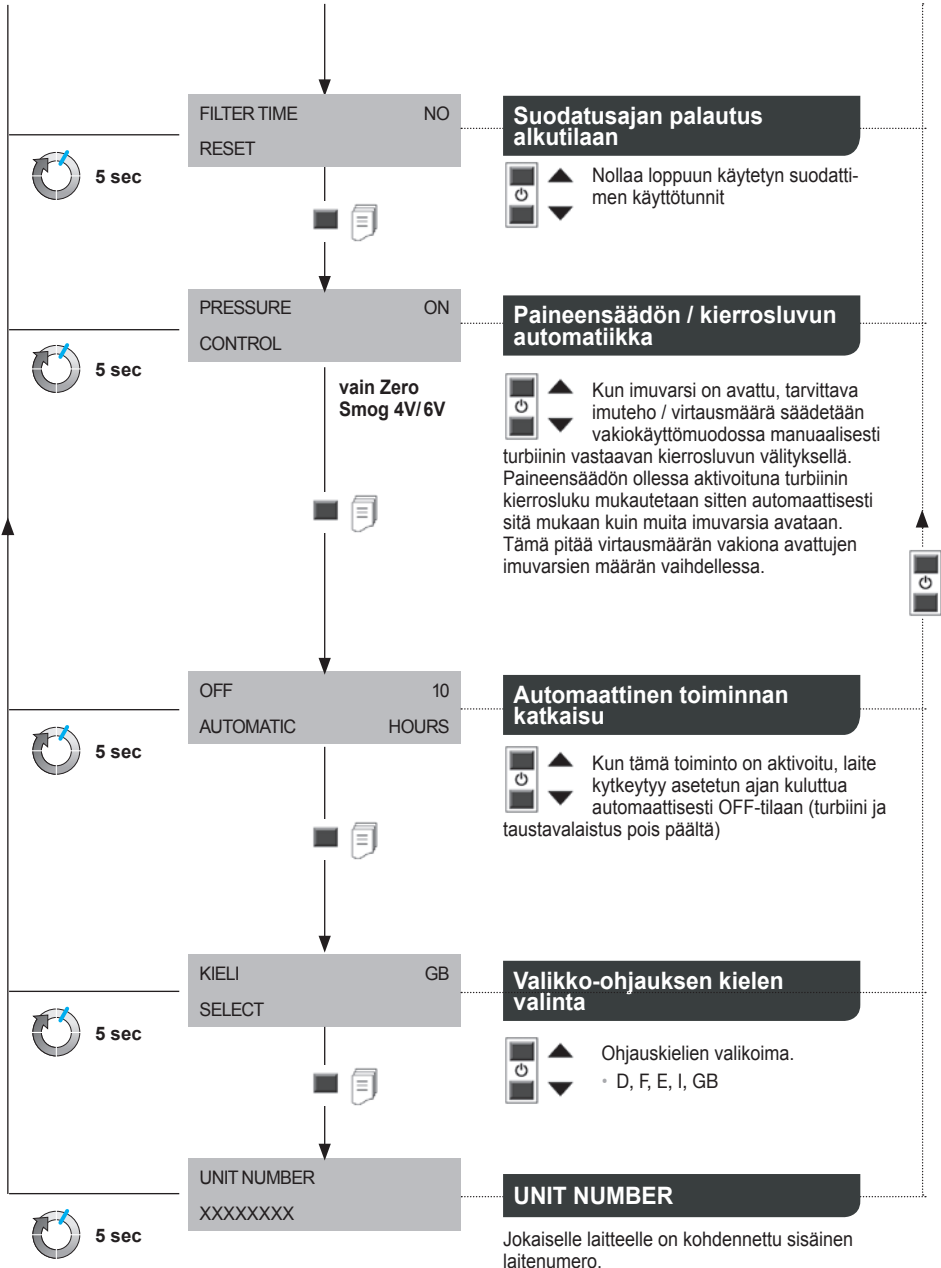 FILTER TIME NO
RESET
5 sec
Suodatusajan palautus
alkutilaan
Nollaa loppuun käytetyn suodatti-
men käyttötunnit
PRESSURE ON
CONTROL
5 sec
vain Zero
Smog 4V/ 6V
Paineensäädön / kierrosluvun
automatiikka
Kun imuvarsi on avattu, tarvittava
imuteho / virtausmäärä säädetään
vakiokäyttömuodossa manuaalisesti
turbiinin vastaavan kierrosluvun välityksellä.
Paineensäädön ollessa aktivoituna turbiinin
kierrosluku mukautetaan sitten automaattisesti
sitä mukaan kuin muita imuvarsia avataan.
Tämä pitää virtausmäärän vakiona avattujen
imuvarsien määrän vaihdellessa.
OFF 10
AUTOMATIC HOURS
5 sec
Automaattinen toiminnan
katkaisu
Kun tämä toiminto on aktivoitu, laite
kytkeytyy asetetun ajan kuluttua
automaattisesti OFF-tilaan (turbiini ja
taustavalaistus pois päältä)
KIELI GB
SELECT
5 sec
Valikko-ohjauksen kielen
valinta
Ohjauskielien valikoima.
• D, F, E, I, GB
UNIT NUMBER
XXXXXXXX
5 sec
UNIT NUMBER
Jokaiselle laitteelle on kohdennettu sisäinen
laitenumero.